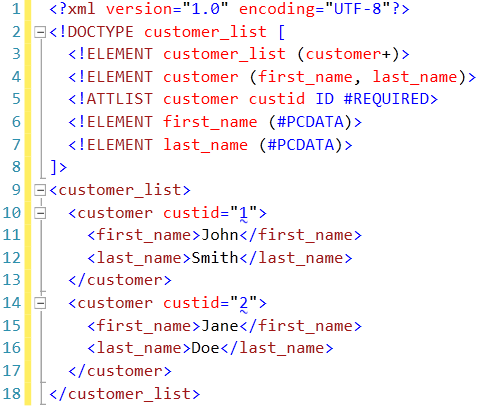 1 <?xml version="1.0" encoding="UTF-8"?>
2 <!DOCTYPE customer_list [
3   <!ELEMENT customer_list (customer+)>
4   <!ELEMENT customer (first_name, last_name)>
5   <!ATTLIST customer custid ID #REQUIRED>
6   <!ELEMENT first_name (#PCDATA)>
7   <!ELEMENT last_name (#PCDATA)>
8 ]>
9 <customer_list>
10   <customer custid="1">
11     <first_name>John</first_name>
12     <last_name>Smith</last_name>
13   </customer>
14   <customer custid="2">
15     <first_name>Jane</first_name>
16     <last_name>Doe</last_name>
17   </customer>
18 </customer_list>